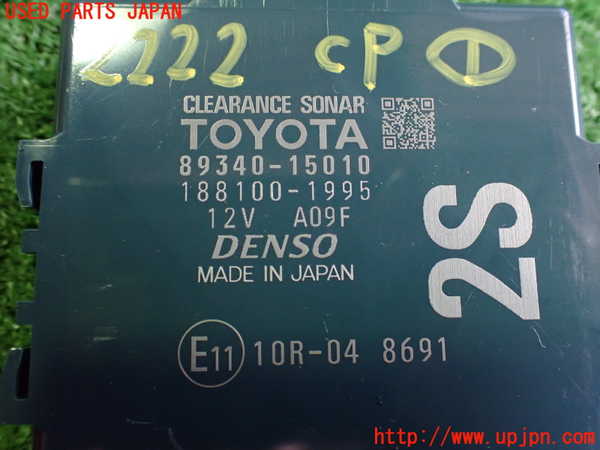 USED PARTS JAPAN
2222 CP ①
CLEARANCE SONAR
TOYOTA
89340-15010
188100-1995
12V A09F
DENSO
MADE IN JAPAN
2S
E11 10R-04 8691
http://www.upjpn.com/